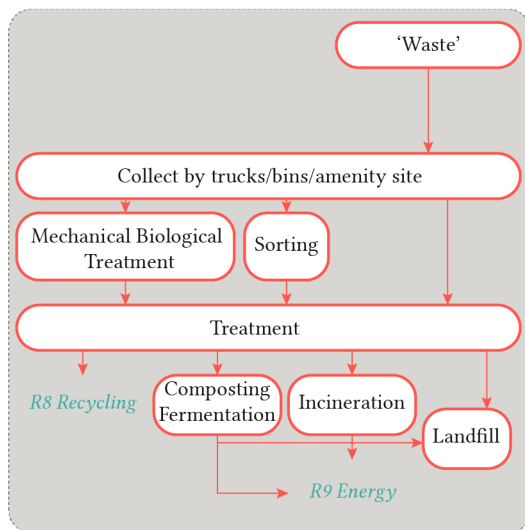 ‘Waste’
Collect by trucks/bins/amenity site
Mechanical Biological
Treatment
Sorting
Treatment
R8 Recycling
Composting
Fermentation
Incineration
Landfill
R9 Energy